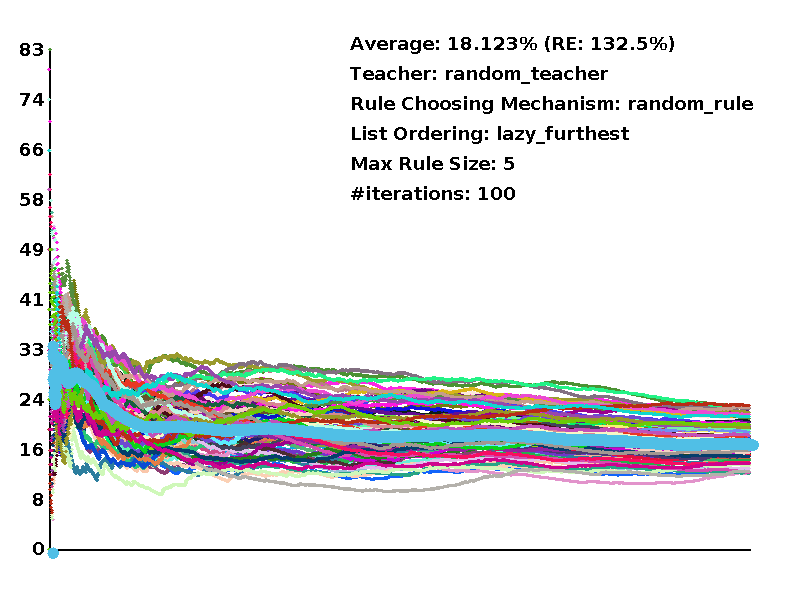 Average: 18.123% (RE: 132.5%)
Teacher: random_teacher
Rule Choosing Mechanism: random_rule
List Ordering: lazy_furthest
Max Rule Size: 5
#iterations: 100
83
74
66
58
49
41
33
24
16
8
0